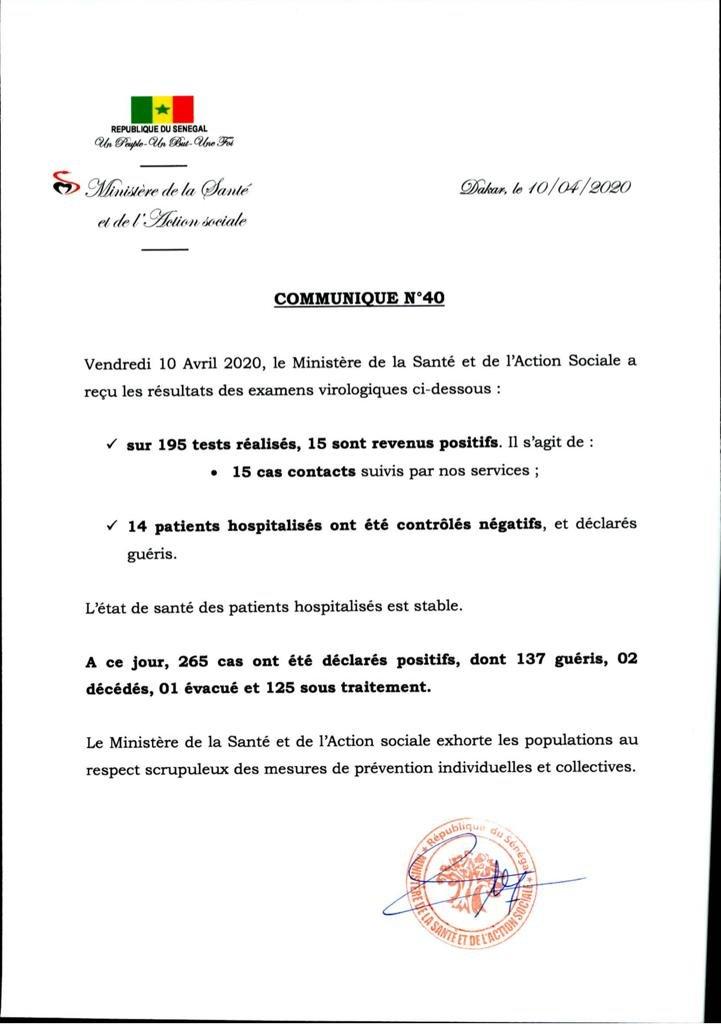 REPUBLIQUE DU SENEGAL
Un Peuple-Un But-Une Foi
Ministère de la Santé
et de l'Action sociale
Dakar, le 10/04/2020
COMMUNIQUE N°40
Vendredi 10 Avril 2020, le Ministère de la Santé et de l'Action Sociale a
reçu les résultats des examens virologiques ci-dessous :
✓ sur 195 tests réalisés, 15 sont revenus positifs. Il s'agit de :
• 15 cas contacts suivis par nos services ;
✓ 14 patients hospitalisés ont été contrôlés négatifs, et déclarés
guéris.
L'état de santé des patients hospitalisés est stable.
A ce jour, 265 cas ont été déclarés positifs, dont 137 guéris, 02
décédés, 01 évacué et 125 sous traitement.
Le Ministère de la Santé et de l'Action sociale exhorte les populations au
respect scrupuleux des mesures de prévention individuelles et collectives.
République du Sénégal
MINISTÈRE DE LA SANTÉ ET DE L'ACTION SOCIALE